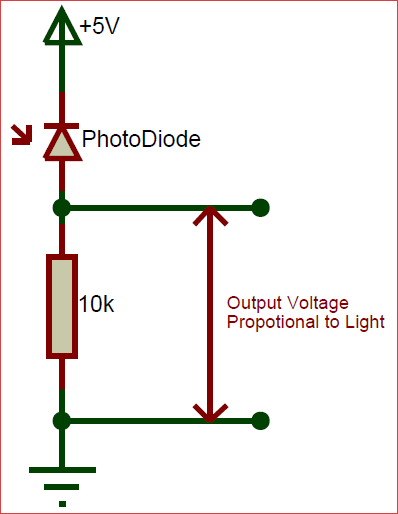 +5V
PhotoDiode
10k
Output Voltage
Propotional to Light